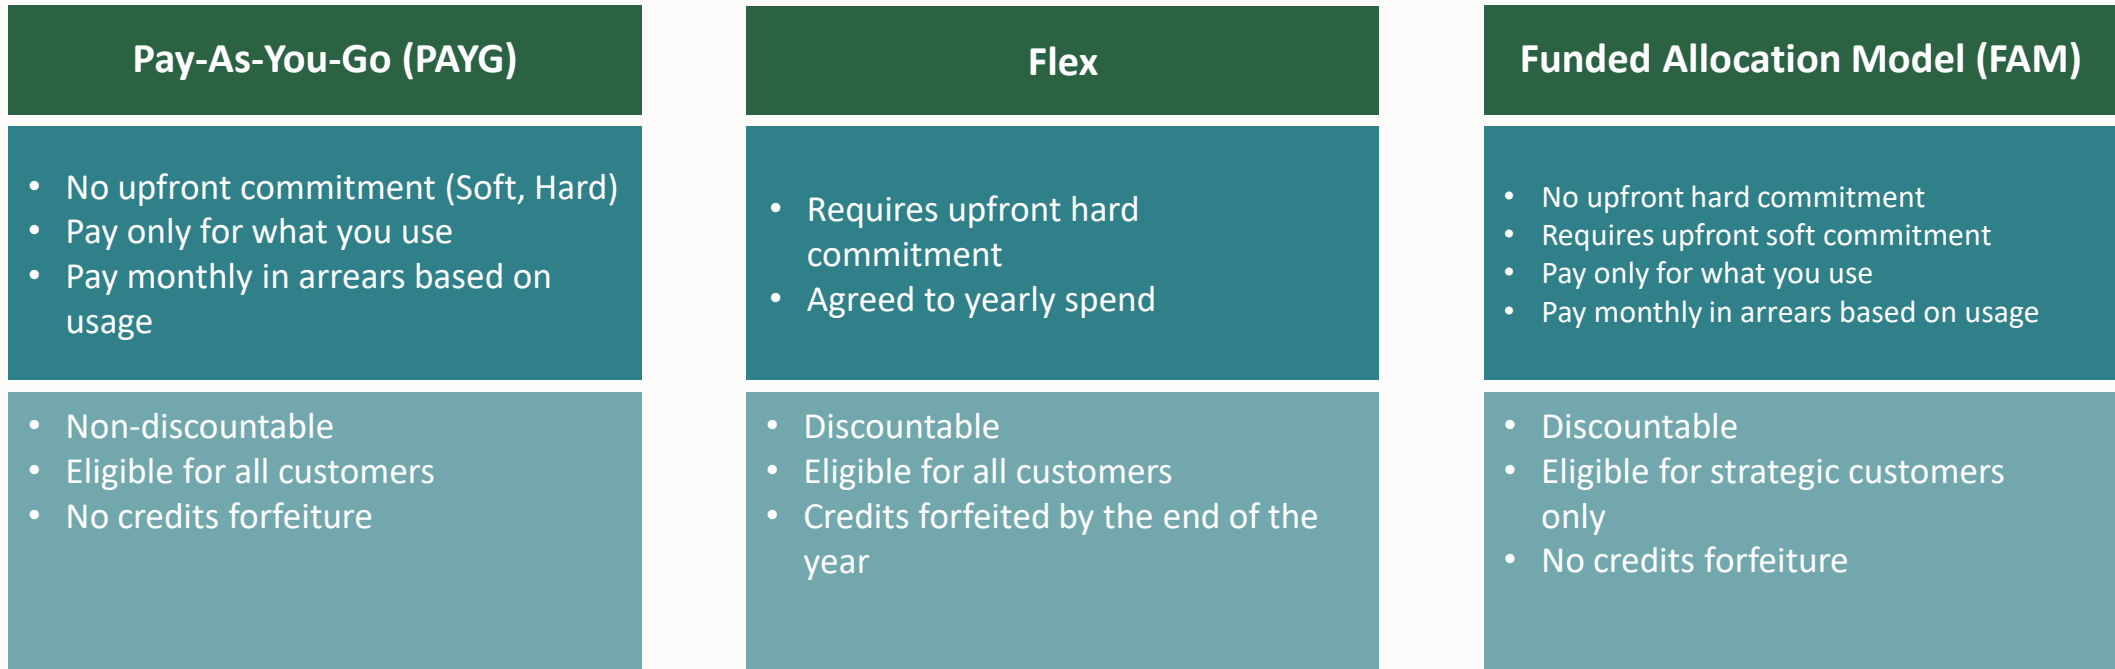 Pay-As-You-Go (PAYG)
• No upfront commitment (Soft, Hard)
• Pay only for what you use
• Pay monthly in arrears based on
usage
• Non-discountable
• Eligible for all customers
• No credits forfeiture
Flex
• Requires upfront hard
commitment
• Agreed to yearly spend
• Discountable
• Eligible for all customers
• Credits forfeited by the end of the
year
Funded Allocation Model (FAM)
• No upfront hard commitment
• Requires upfront soft commitment
• Pay only for what you use
• Pay monthly in arrears based on usage
• Discountable
• Eligible for strategic customers
only
• No credits forfeiture